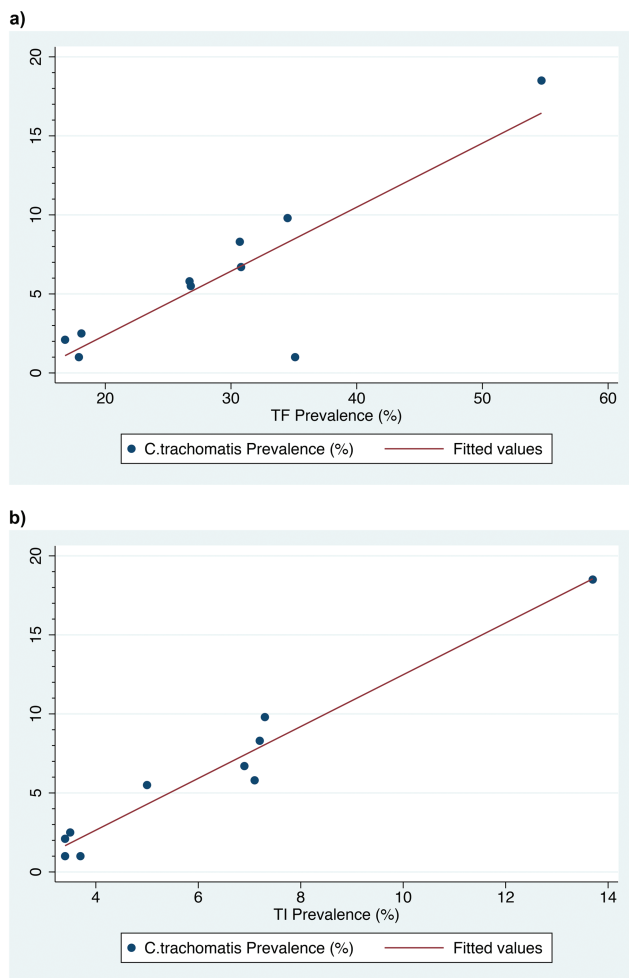 a)
20
15
10
5
0
20 30 40 50 60
TF Prevalence (%)
C.trachomatis Prevalence (%) Fitted values
b)
20
15
10
5
0
4 6 8 10 12 14
TI Prevalence (%)
C.trachomatis Prevalence (%) Fitted values